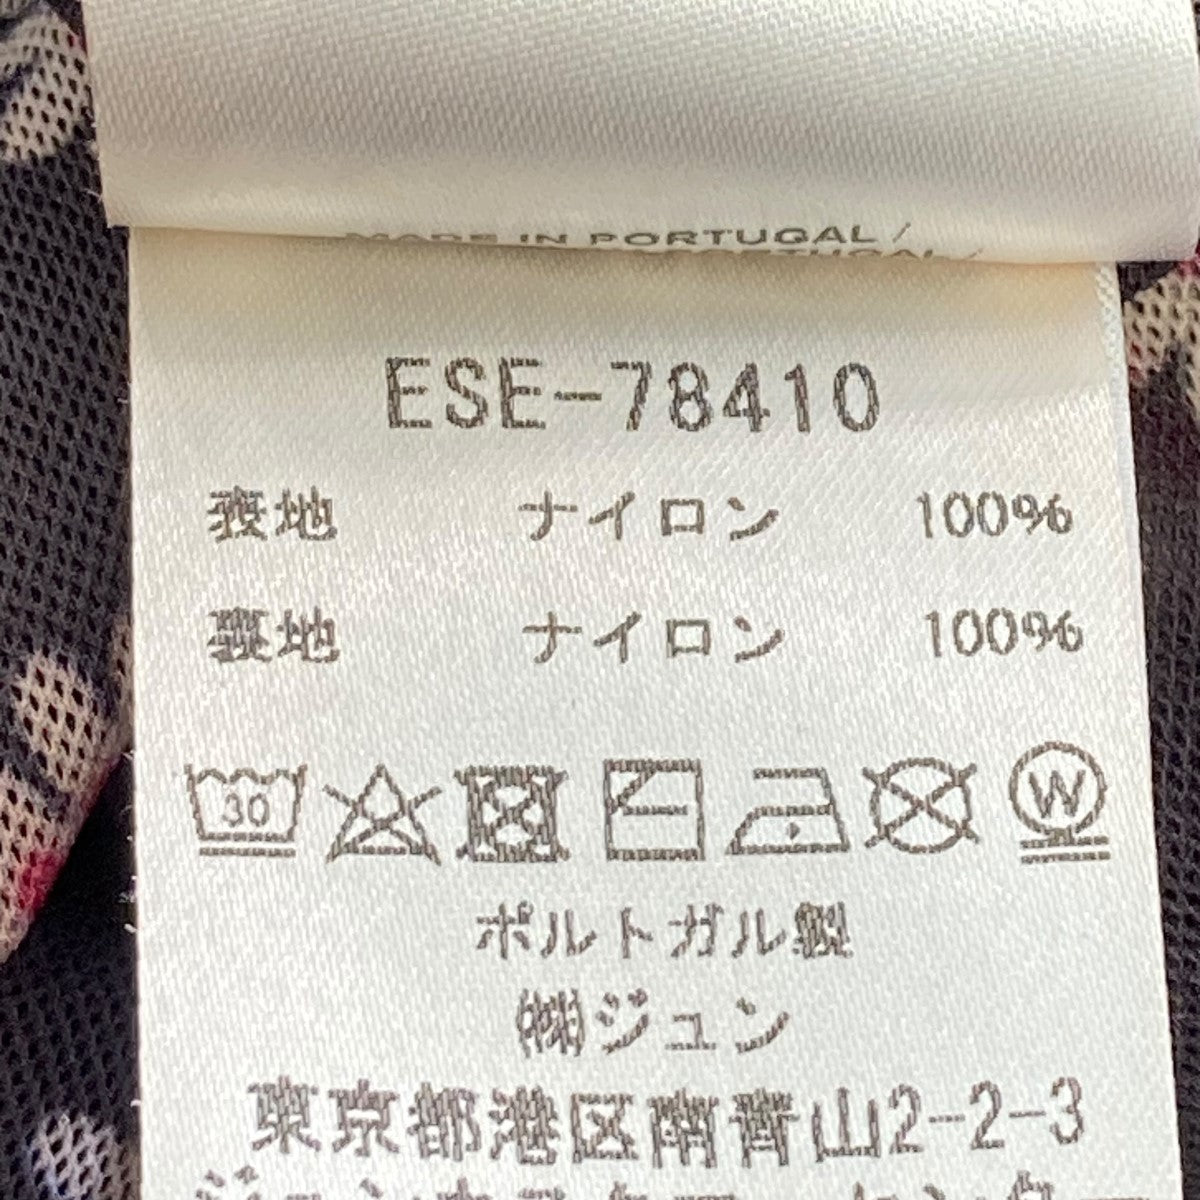 MADE IN PORTUGAL /
ESE-78410
表地 ナイロン 100%
裏地 ナイロン 100%
30 W
ポルトガル製
㈱ジュン
東京都港区南青山2-2-3